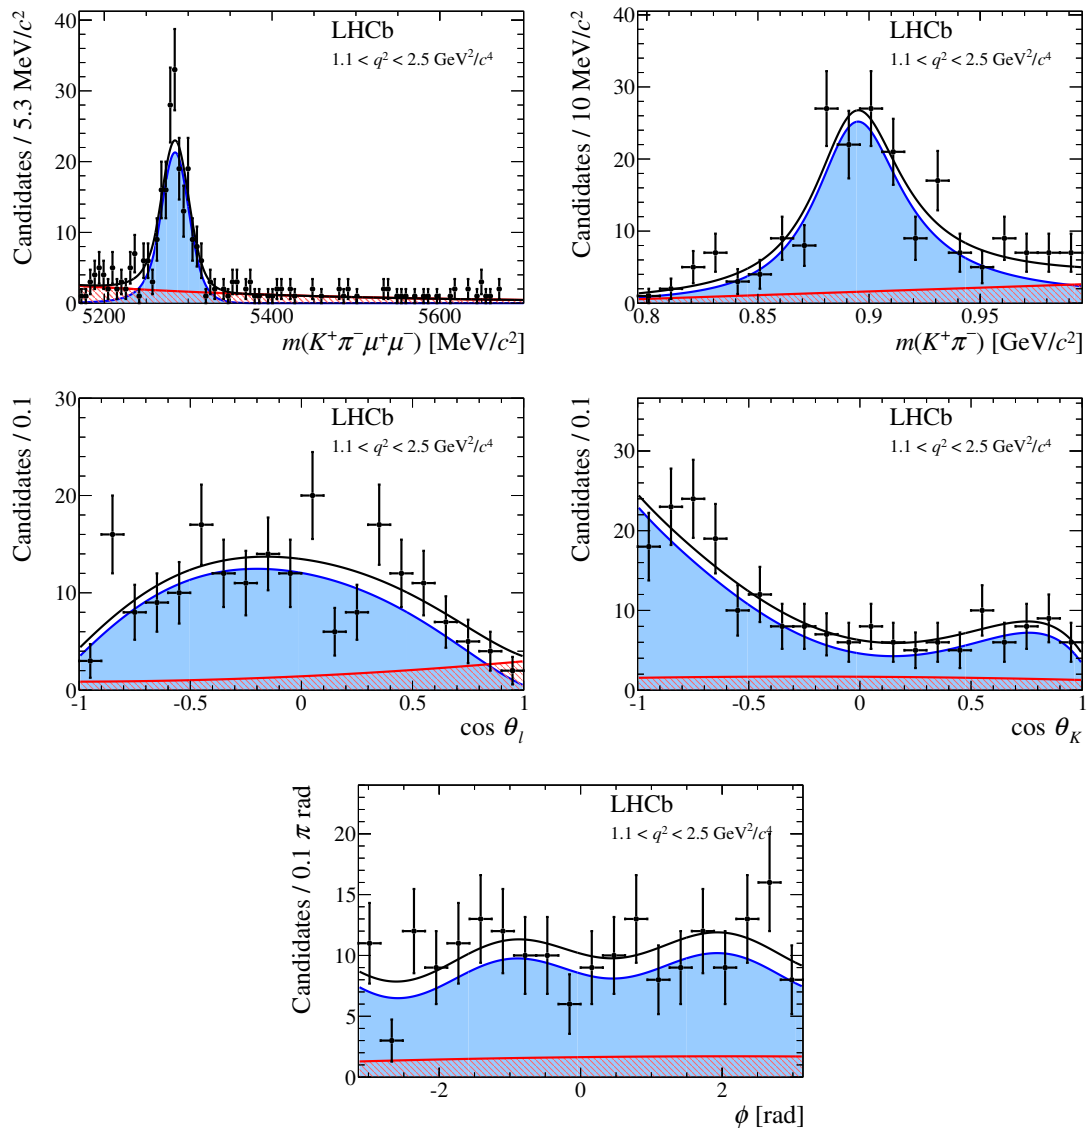 LHCb
1.1 < q² < 2.5 GeV²/c⁴
Candidates / 5.3 MeV/c²
40
30
20
10
0
5200 5400 5600
m(K⁺π⁻μ⁺μ⁻) [MeV/c²]
LHCb
1.1 < q² < 2.5 GeV²/c⁴
Candidates / 10 MeV/c²
40
30
20
10
0
0.8 0.85 0.9 0.95
m(K⁺π⁻) [GeV/c²]
LHCb
1.1 < q² < 2.5 GeV²/c⁴
Candidates / 0.1
30
20
10
0
-1 -0.5 0 0.5 1
cos θ_l
LHCb
1.1 < q² < 2.5 GeV²/c⁴
Candidates / 0.1
30
20
10
0
-1 -0.5 0 0.5 1
cos θ_K
LHCb
1.1 < q² < 2.5 GeV²/c⁴
Candidates / 0.1 π rad
20
15
10
5
0
-2 0 2
ϕ [rad]